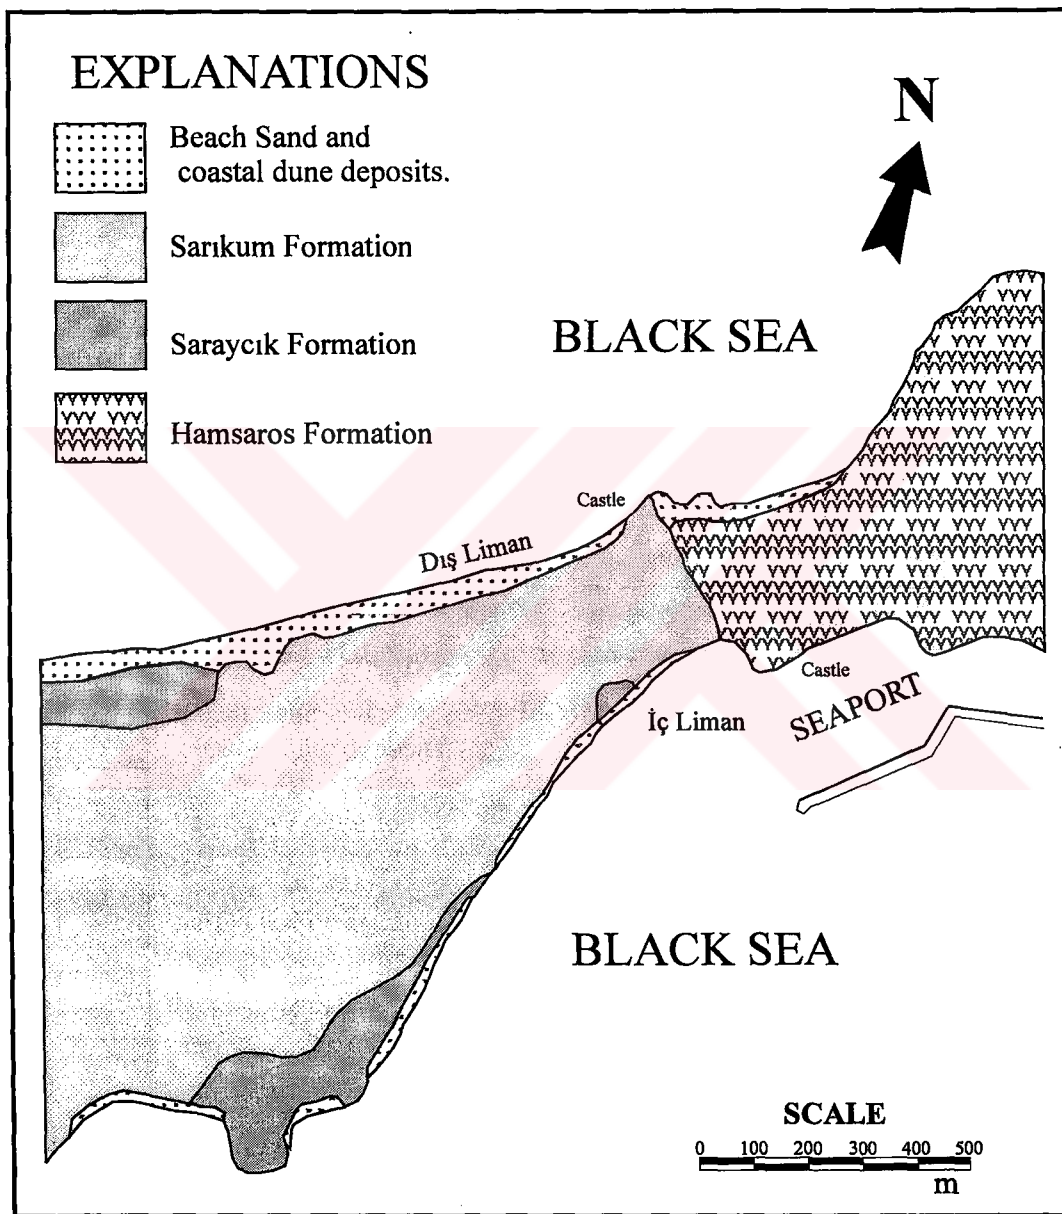 EXPLANATIONS
Beach Sand and
coastal dune deposits.
Sarıkum Formation
Saraycık Formation
Hamsaros Formation
N
BLACK SEA
Castle
Dış Liman
Castle
İç Liman
SEAPORT
BLACK SEA
SCALE
0 100 200 300 400 500
m